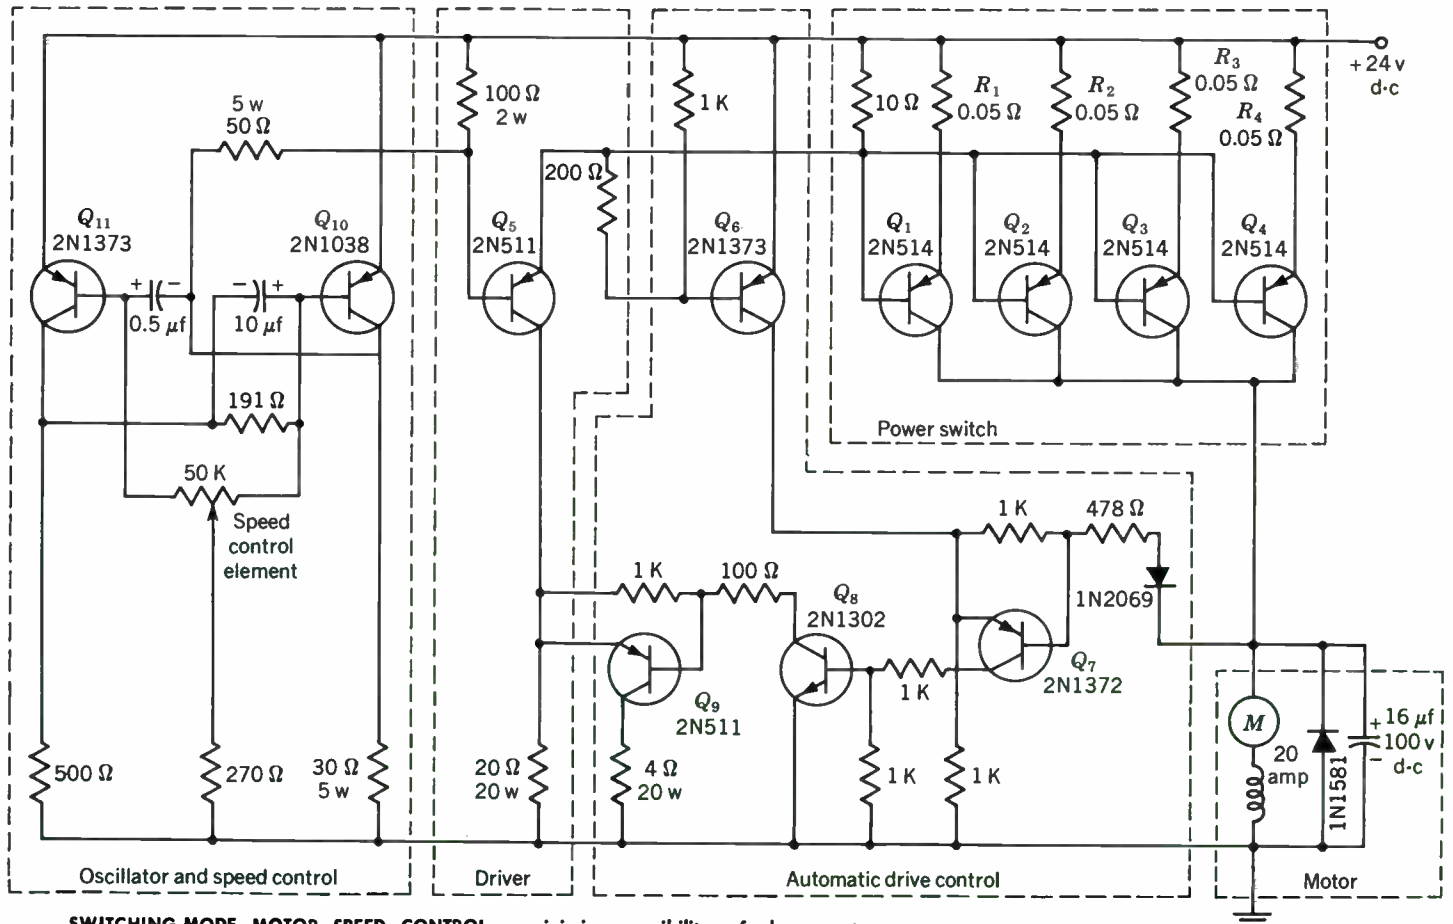 + 24 v
d-c
R3
0.05 Ω
R1
0.05 Ω
R2
0.05 Ω
R4
0.05 Ω
5 w
50 Ω
100 Ω
2 w
1 K
10 Ω
200 Ω
Q11
2N1373
Q10
2N1038
Q5
2N511
Q6
2N1373
Q1
2N514
Q2
2N514
Q3
2N514
Q4
2N514
+ −
0.5 μf
− +
10 μf
191 Ω
50 K
Speed
control
element
Power switch
1 K
478 Ω
1N2069
1 K
100 Ω
Q8
2N1302
Q7
2N1372
1 K
Q9
2N511
500 Ω
270 Ω
30 Ω
5 w
20 Ω
20 w
4 Ω
20 w
1 K
1 K
M
20
amp
1N1581
+ 16 μf
100 v
− d-c
Oscillator and speed control
Driver
Automatic drive control
Motor